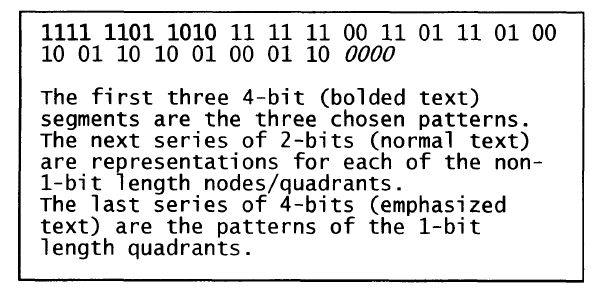 1111 1101 1010 11 11 11 00 11 01 11 01 00
10 01 10 10 01 00 01 10 0000
The first three 4-bit (bolded text)
segments are the three chosen patterns.
The next series of 2-bits (normal text)
are representations for each of the non-
1-bit length nodes/quadrants.
The last series of 4-bits (emphasized
text) are the patterns of the 1-bit
length quadrants.